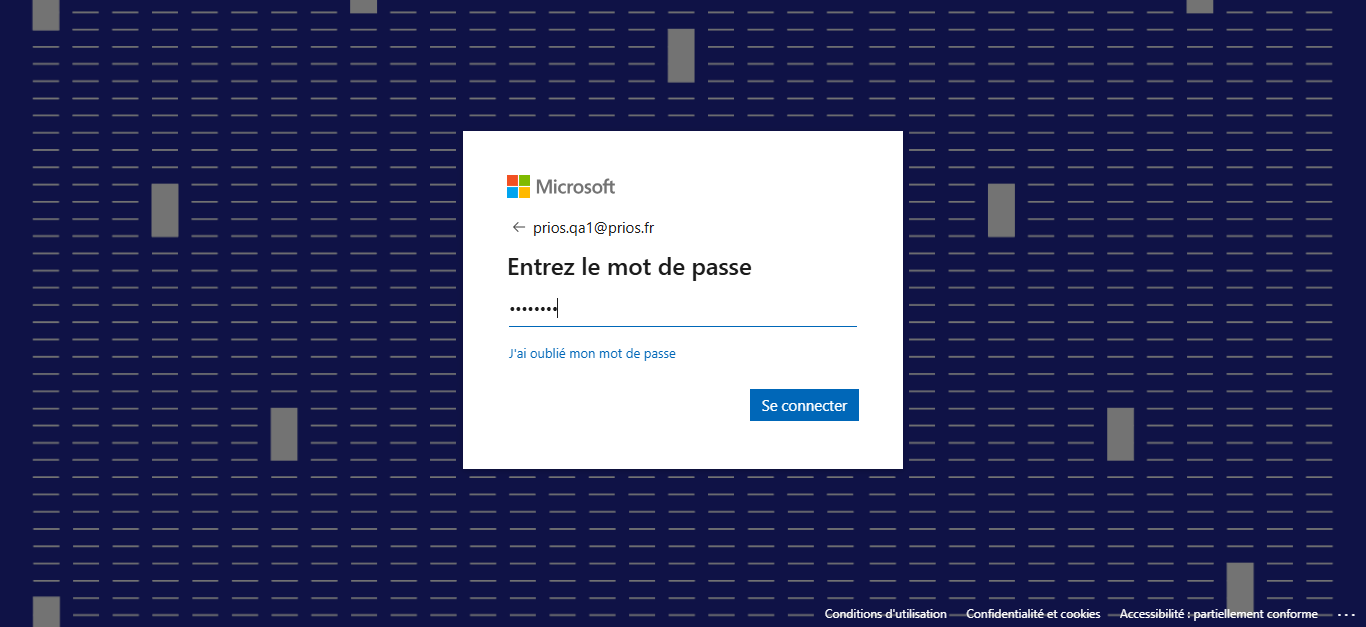 Microsoft
prios.qa1@prios.fr
Entrez le mot de passe
••••••••
J'ai oublié mon mot de passe
Se connecter
Conditions d'utilisation Confidentialité et cookies Accessibilité : partiellement conforme ...